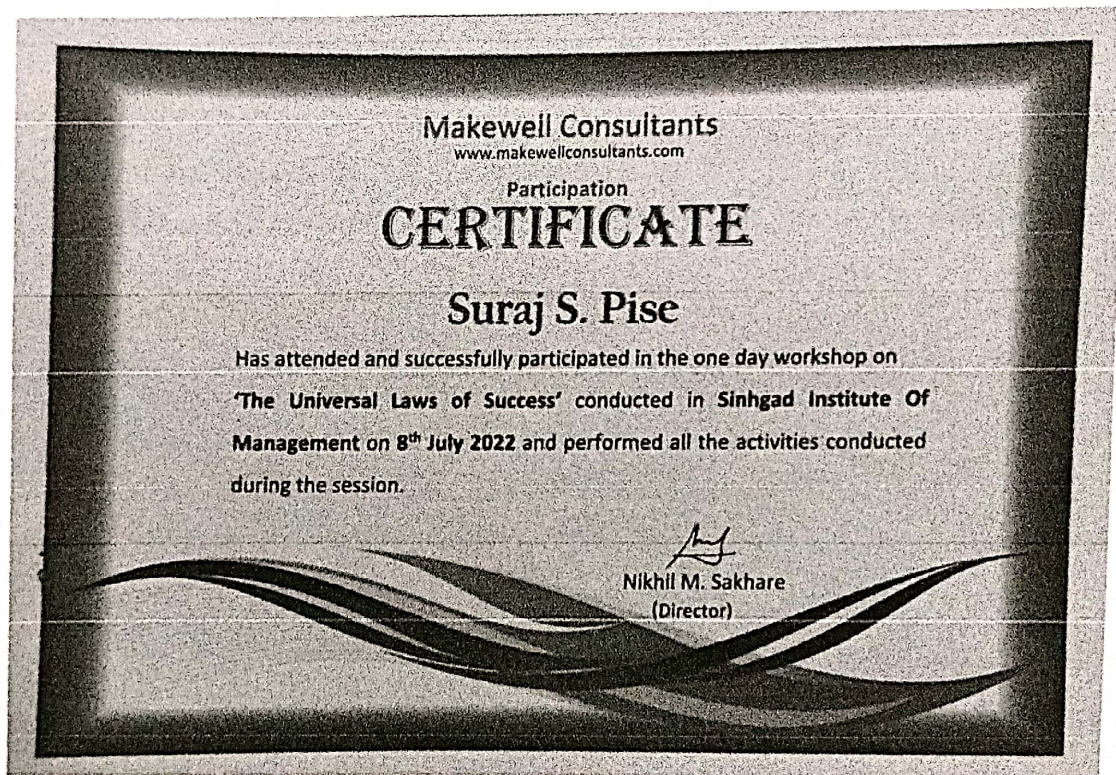 Makewell Consultants
www.makewellconsultants.com
Participation
CERTIFICATE
Suraj S. Pise
Has attended and successfully participated in the one day workshop on
'The Universal Laws of Success' conducted in Sinhgad Institute Of
Management on 8th July 2022 and performed all the activities conducted
during the session.
Nikhil M. Sakhare
(Director)